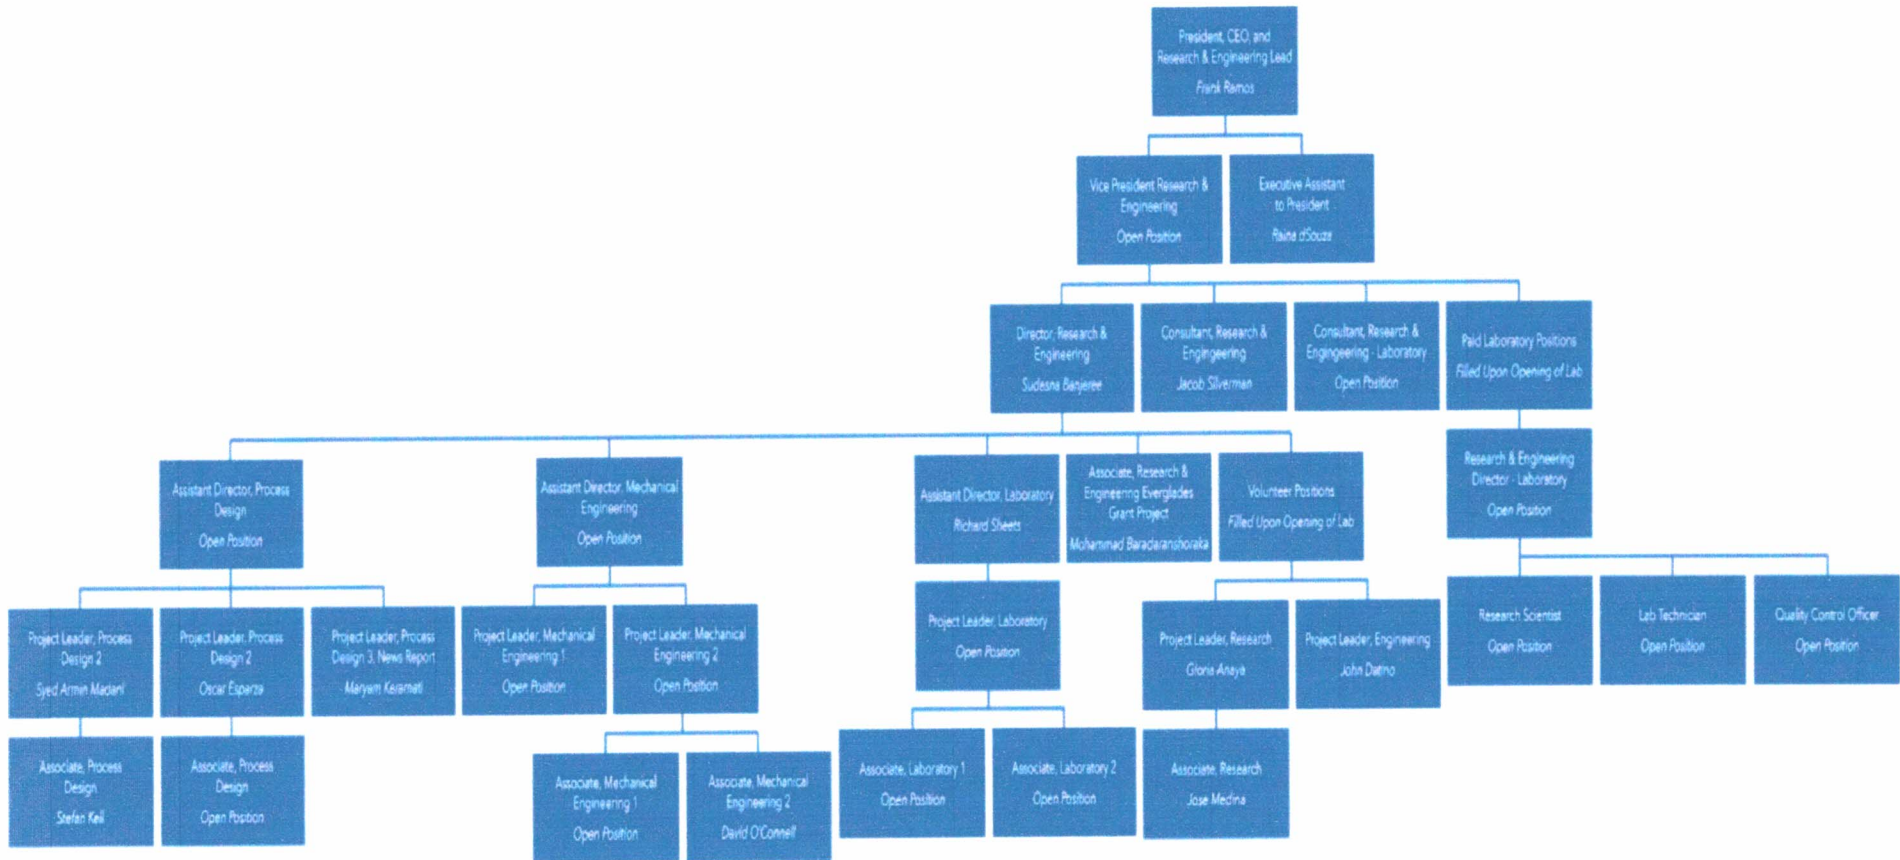 President, CEO, and
Research & Engineering Lead
Frank Ramos
Vice President Research &
Engineering
Open Position
Executive Assistant
to President
Raina dSouza
Director, Research &
Engineering
Sudesna Banjeree
Consultant, Research &
Engingeering
Jacob Silverman
Consultant, Research &
Engingeering - Laboratory
Open Position
Paid Laboratory Positions
Filled Upon Opening of Lab
Assistant Director, Process
Design
Open Position
Assistant Director, Mechanical
Engineering
Open Position
Assistant Director, Laboratory
Richard Sheets
Associate, Research &
Engineering Everglades
Grant Project
Mohammad Baradaranshoraka
Volunteer Positions
Filled Upon Opening of Lab
Research & Engineering
Director - Laboratory
Open Position
Project Leader, Process
Design 2
Syed Armin Madani
Project Leader, Process
Design 2
Oscar Esparza
Project Leader, Process
Design 3, News Report
Maryam Keramati
Project Leader, Mechanical
Engineering 1
Open Position
Project Leader, Mechanical
Engineering 2
Open Position
Project Leader, Laboratory
Open Position
Project Leader, Research
Gloria Anaya
Project Leader, Engineering
John Datino
Research Scientist
Open Position
Lab Technician
Open Position
Quality Control Officer
Open Position
Associate, Process
Design
Stefan Keil
Associate, Process
Design
Open Position
Associate, Mechanical
Engineering 1
Open Position
Associate, Mechanical
Engineering 2
David O'Connell
Associate, Laboratory 1
Open Position
Associate, Laboratory 2
Open Position
Associate, Research
Jose Medina